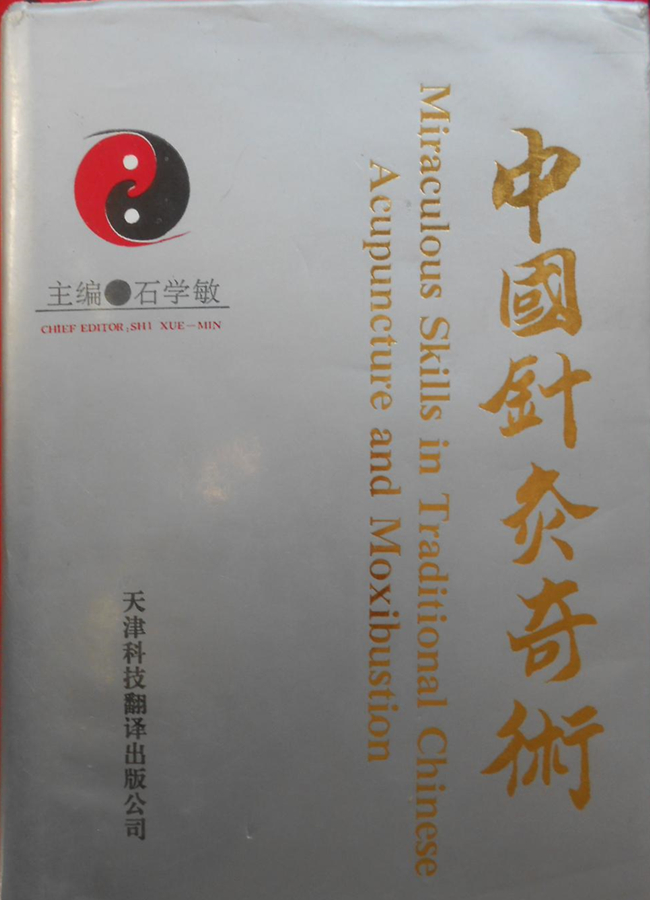 中國針灸奇術
Miraculous Skills in Traditional Chinese
Acupuncture and Moxibustion
主编●石学敏
CHIEF EDITOR:SHI XUE-MIN
天津科技翻译出版公司